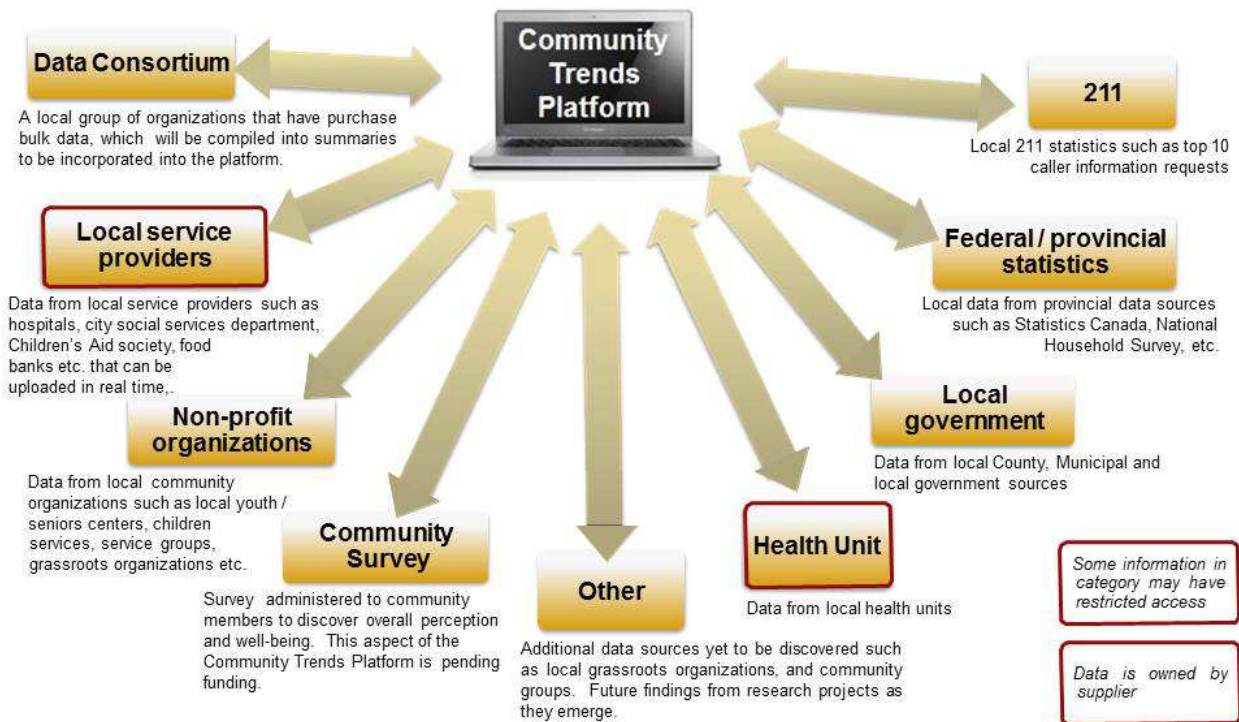 Community
Trends
Platform
Data Consortium
A local group of organizations that have purchase
bulk data, which will be compiled into summaries
to be incorporated into the platform.
211
Local 211 statistics such as top 10
caller information requests
Local service
providers
Data from local service providers such as
hospitals, city social services department,
Children's Aid society, food
banks etc. that can be
uploaded in real time,.
Federal / provincial
statistics
Local data from provincial data sources
such as Statistics Canada, National
Household Survey, etc.
Non-profit
organizations
Data from local community
organizations such as local youth /
seniors centers, children
services, service groups,
grassroots organizations etc.
Local
government
Data from local County, Municipal and
local government sources
Community
Survey
Survey administered to community
members to discover overall perception
and well-being. This aspect of the
Community Trends Platform is pending
funding.
Other
Additional data sources yet to be discovered such
as local grassroots organizations, and community
groups. Future findings from research projects as
they emerge.
Health Unit
Data from local health units
Some information in
category may have
restricted access
Data is owned by
supplier